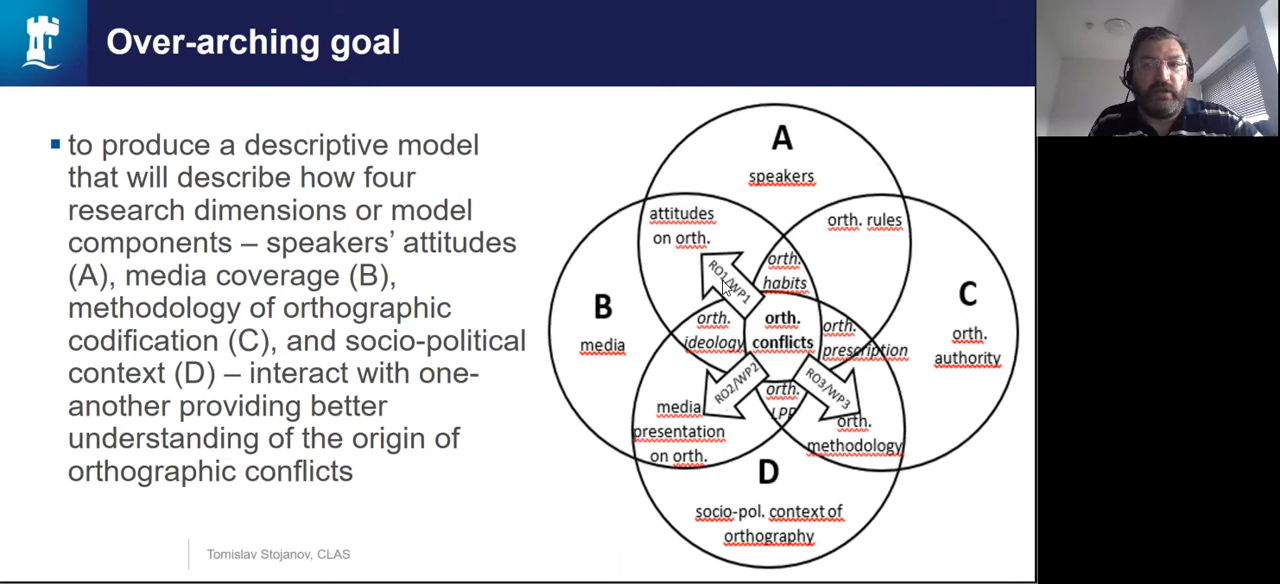 Over-arching goal
▪ to produce a descriptive model
that will describe how four
research dimensions or model
components – speakers’ attitudes
(A), media coverage (B),
methodology of orthographic
codification (C), and socio-political
context (D) – interact with one-
another providing better
understanding of the origin of
orthographic conflicts
A
speakers
attitudes
on orth.
orth. rules
RO1/WP1
orth.
habits
B
media
C
orth.
authority
orth.
ideology
orth.
conflicts
orth.
prescription
RO2/WP2
RO3/WP3
orth.
LPP
media
presentation
on orth.
orth.
methodology
D
socio-pol. context of
orthography
Tomislav Stojanov, CLAS